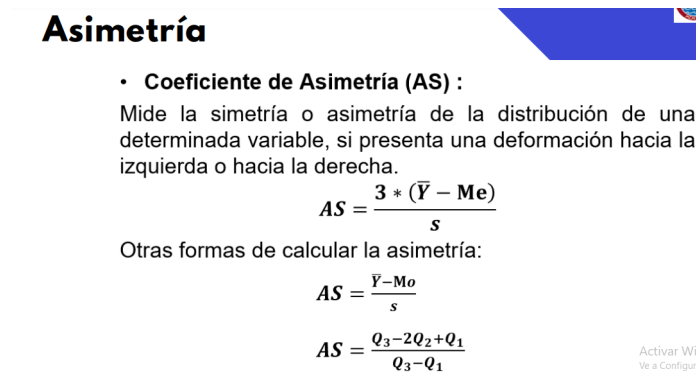 Asimetría
• Coeficiente de Asimetría (AS) :
Mide la simetría o asimetría de la distribución de una
determinada variable, si presenta una deformación hacia la
izquierda o hacia la derecha.
AS = 3 * (Y̅ − Me) / s
Otras formas de calcular la asimetría:
AS = Y̅−Mo / s
AS = Q₃−2Q₂+Q₁ / Q₃−Q₁
Activar Wi
Ve a Configur